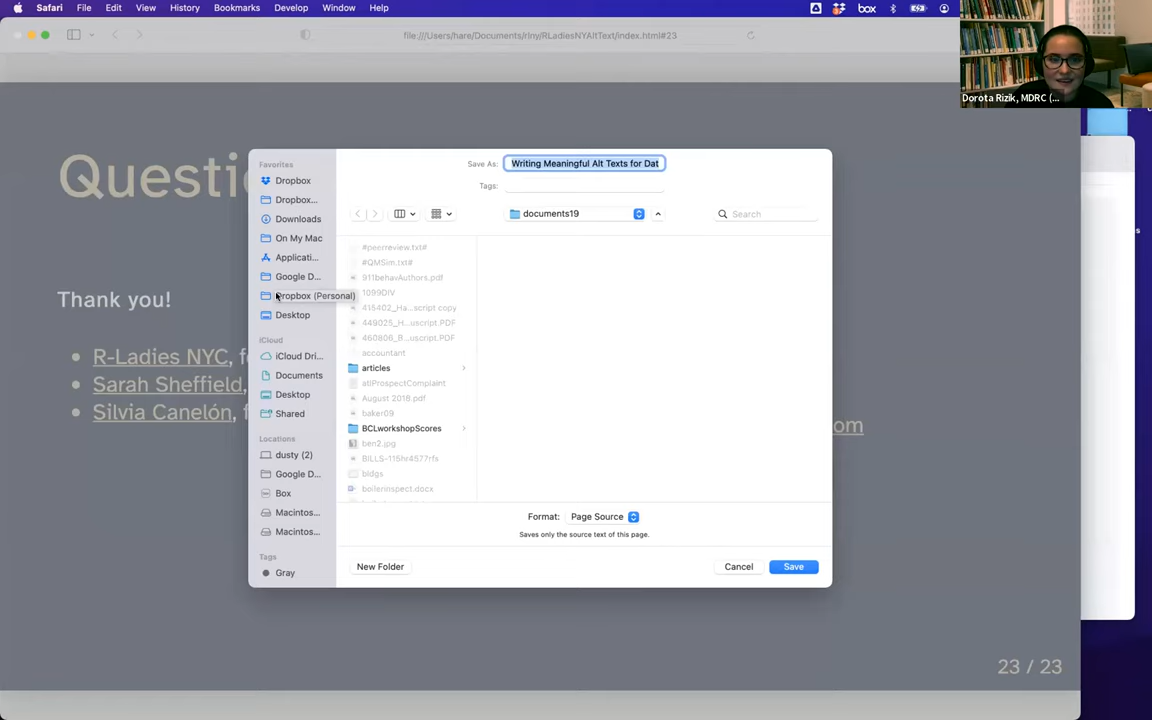 Safari File Edit View History Bookmarks Develop Window Help box
file:///Users/hare/Documents/rlny/RLadiesNYAltText/index.html#23
Dorota Rizik, MDRC (...
Questi
Thank you!
R-Ladies NYC, f
Sarah Sheffield,
Silvia Canelón, f
om
23 / 23
Favorites
Dropbox
Dropbox...
Downloads
On My Mac
Applicati...
Google D...
Dropbox (Personal)
Desktop
iCloud
iCloud Dri...
Documents
Desktop
Shared
Locations
dusty (2)
Google D...
Box
Macintos...
Macintos...
Tags
Gray
Save As: Writing Meaningful Alt Texts for Dat
Tags:
documents19
Search
#peerreview.txt#
#QMSim.txt#
911behavAuthors.pdf
1099DIV
415402_Ha...script copy
449025_H...uscript.PDF
460806_B...uscript.PDF
accountant
articles
atlProspectComplaint
August 2018.pdf
baker09
BCLworkshopScores
ben2.jpg
BILLS-115hr4577rfs
bldgs
boilerinspect.docx
Format: Page Source
Saves only the source text of this page.
New Folder Cancel Save